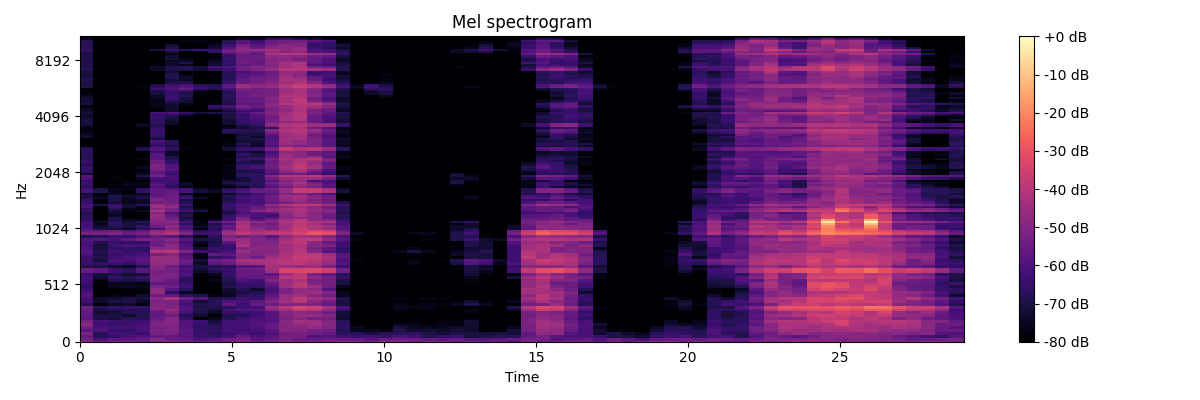 Mel spectrogram
8192
4096
2048
1024
512
0
Hz
0 5 10 15 20 25
Time
+0 dB
-10 dB
-20 dB
-30 dB
-40 dB
-50 dB
-60 dB
-70 dB
-80 dB